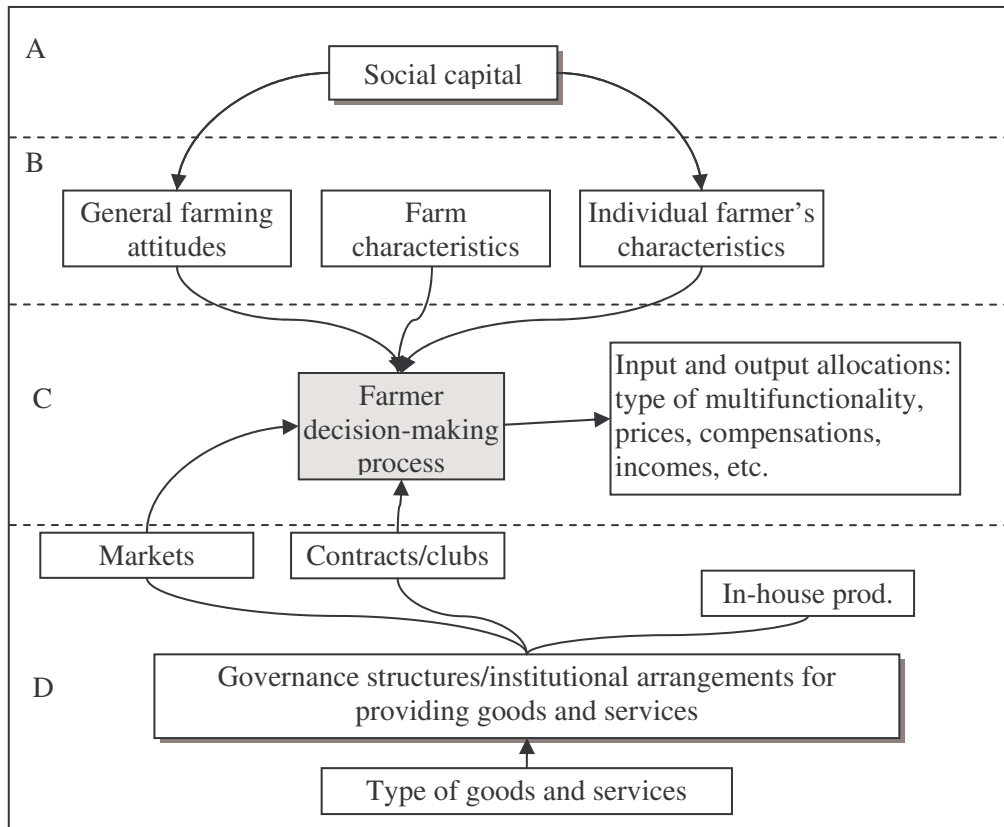 A
Social capital
B
General farming
attitudes
Farm
characteristics
Individual farmer’s
characteristics
C
Farmer
decision-making
process
Input and output allocations:
type of multifunctionality,
prices, compensations,
incomes, etc.
Markets
Contracts/clubs
In-house prod.
D
Governance structures/institutional arrangements for
providing goods and services
Type of goods and services